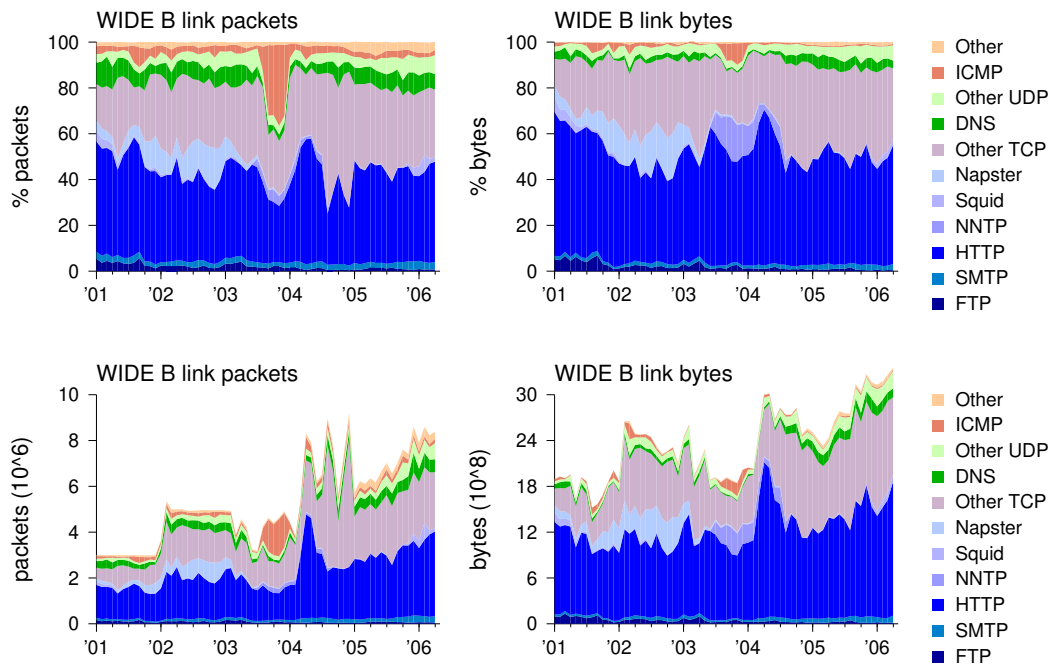 WIDE B link packets
% packets
100
80
60
40
20
0
'01 '02 '03 '04 '05 '06
WIDE B link bytes
% bytes
100
80
60
40
20
0
'01 '02 '03 '04 '05 '06
Other
ICMP
Other UDP
DNS
Other TCP
Napster
Squid
NNTP
HTTP
SMTP
FTP
WIDE B link packets
packets (10^6)
10
8
6
4
2
0
'01 '02 '03 '04 '05 '06
WIDE B link bytes
bytes (10^8)
30
24
18
12
6
0
'01 '02 '03 '04 '05 '06
Other
ICMP
Other UDP
DNS
Other TCP
Napster
Squid
NNTP
HTTP
SMTP
FTP